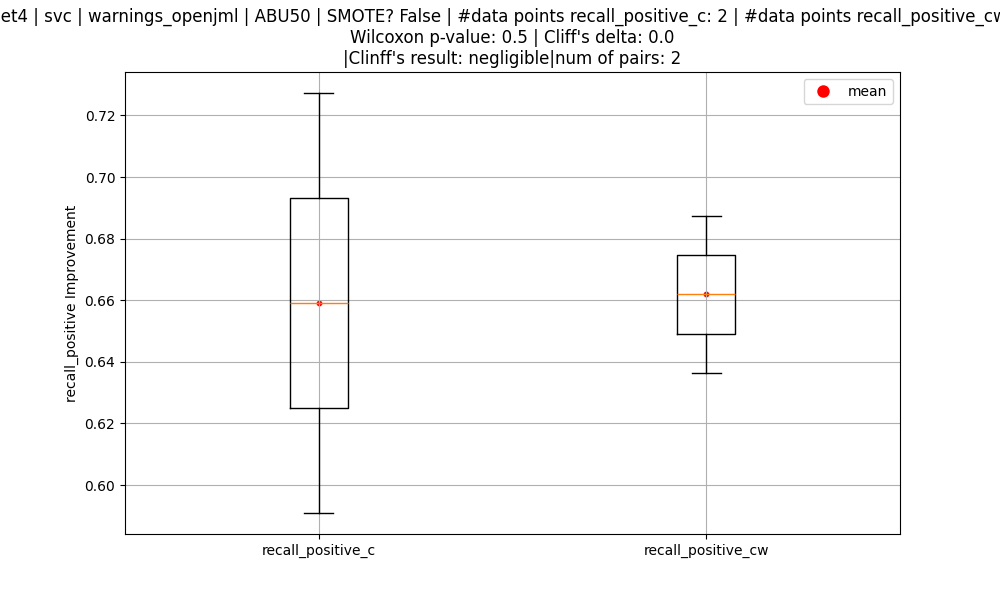 et4 | svc | warnings_openjml | ABU50 | SMOTE? False | #data points recall_positive_c: 2 | #data points recall_positive_cw
Wilcoxon p-value: 0.5 | Cliff's delta: 0.0
|Clinff's result: negligible|num of pairs: 2
mean
0.72
0.70
0.68
0.66
0.64
0.62
0.60
recall_positive Improvement
recall_positive_c
recall_positive_cw